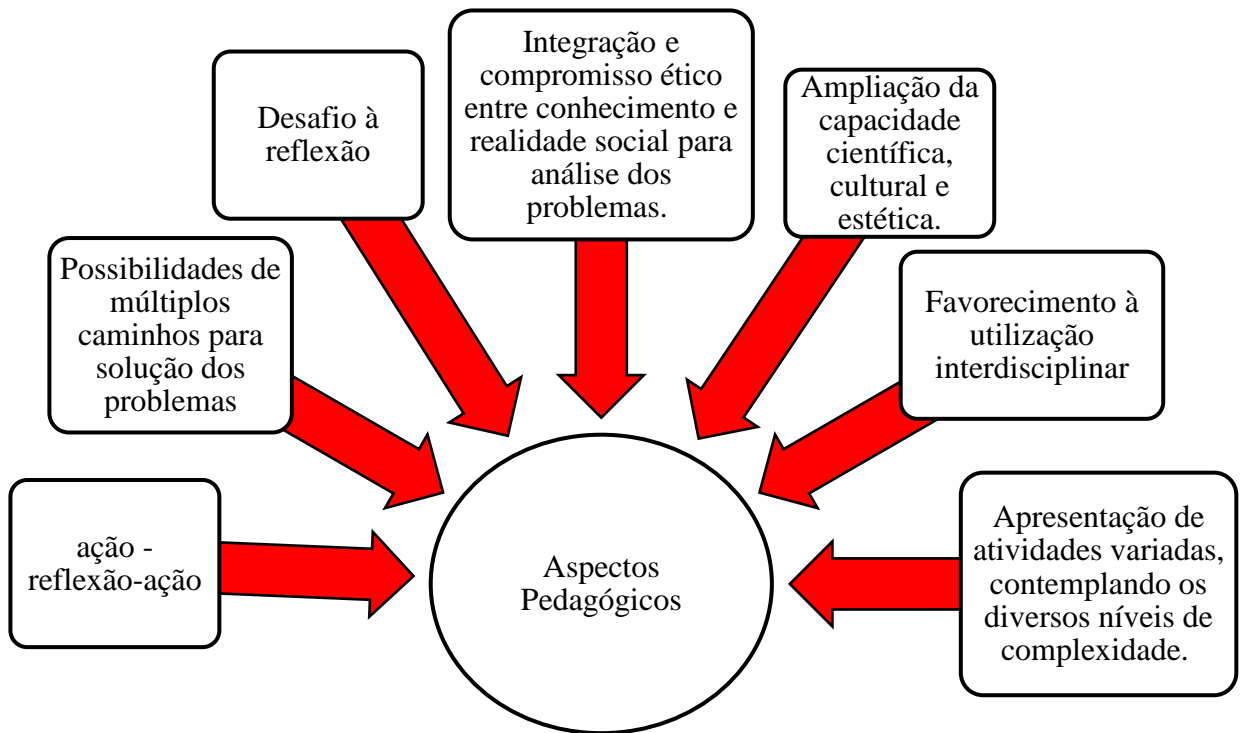 ação -
reflexão-ação
Possibilidades de
múltiplos
caminhos para
solução dos
problemas
Desafio à
reflexão
Integração e
compromisso ético
entre conhecimento e
realidade social para
análise dos
problemas.
Ampliação da
capacidade
científica,
cultural e
estética.
Favorecimento à
utilização
interdisciplinar
Apresentação de
atividades variadas,
contemplando os
diversos níveis de
complexidade.
Aspectos
Pedagógicos